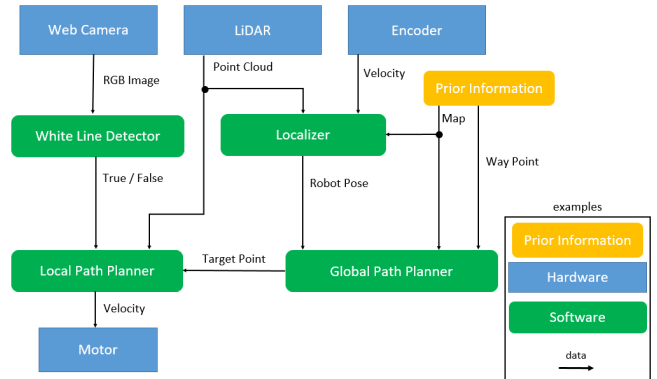 Web Camera
LiDAR
Encoder
RGB Image
Point Cloud
Velocity
Prior Information
Map
White Line Detector
Localizer
True / False
Robot Pose
Way Point
examples
Prior Information
Local Path Planner
Target Point
Global Path Planner
Hardware
Velocity
Software
Motor
data